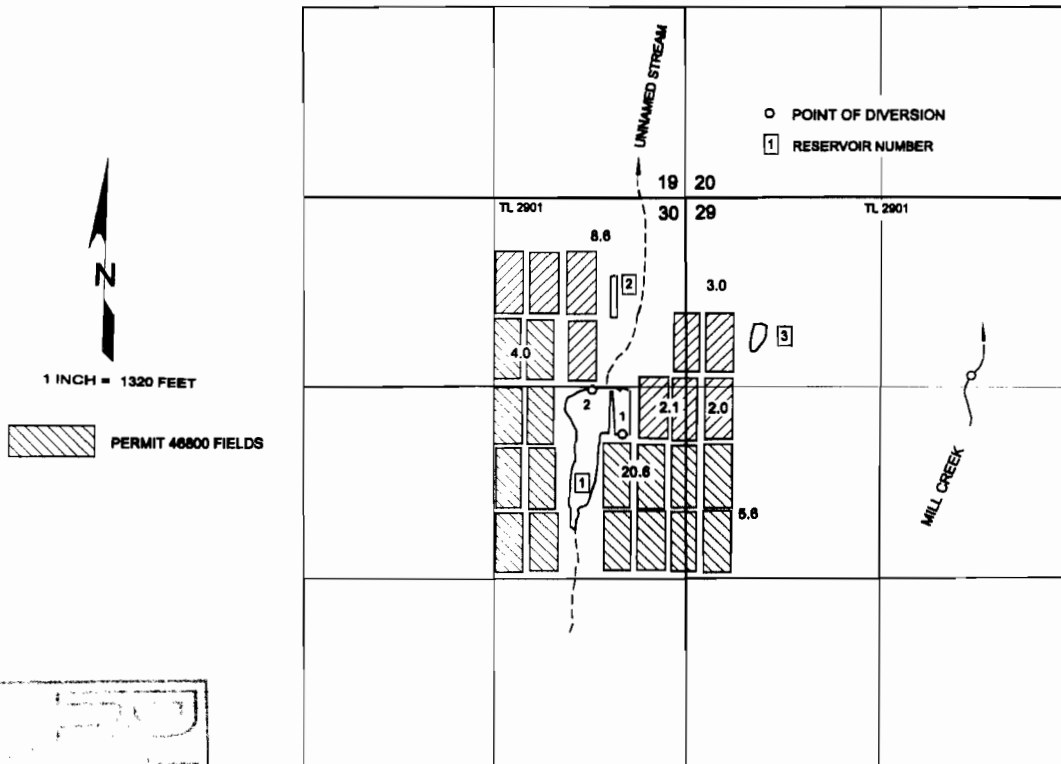 UNNAMED STREAM
POINT OF DIVERSION
1 RESERVOIR NUMBER
19 20
TL 2901
30 29
TL 2901
8.6
N
2
3.0
3
4.0
1 INCH = 1320 FEET
2
1
2.1
2.0
PERMIT 46800 FIELDS
20.6
1
6.6
MILL CREEK